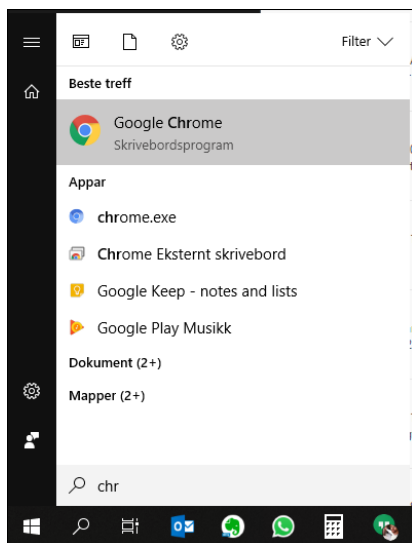 Filter
Beste treff
Google Chrome
Skrivebordsprogram
Appar
chrome.exe
Chrome Eksternt skrivebord
Google Keep - notes and lists
Google Play Musikk
Dokument (2+)
Mapper (2+)
chr